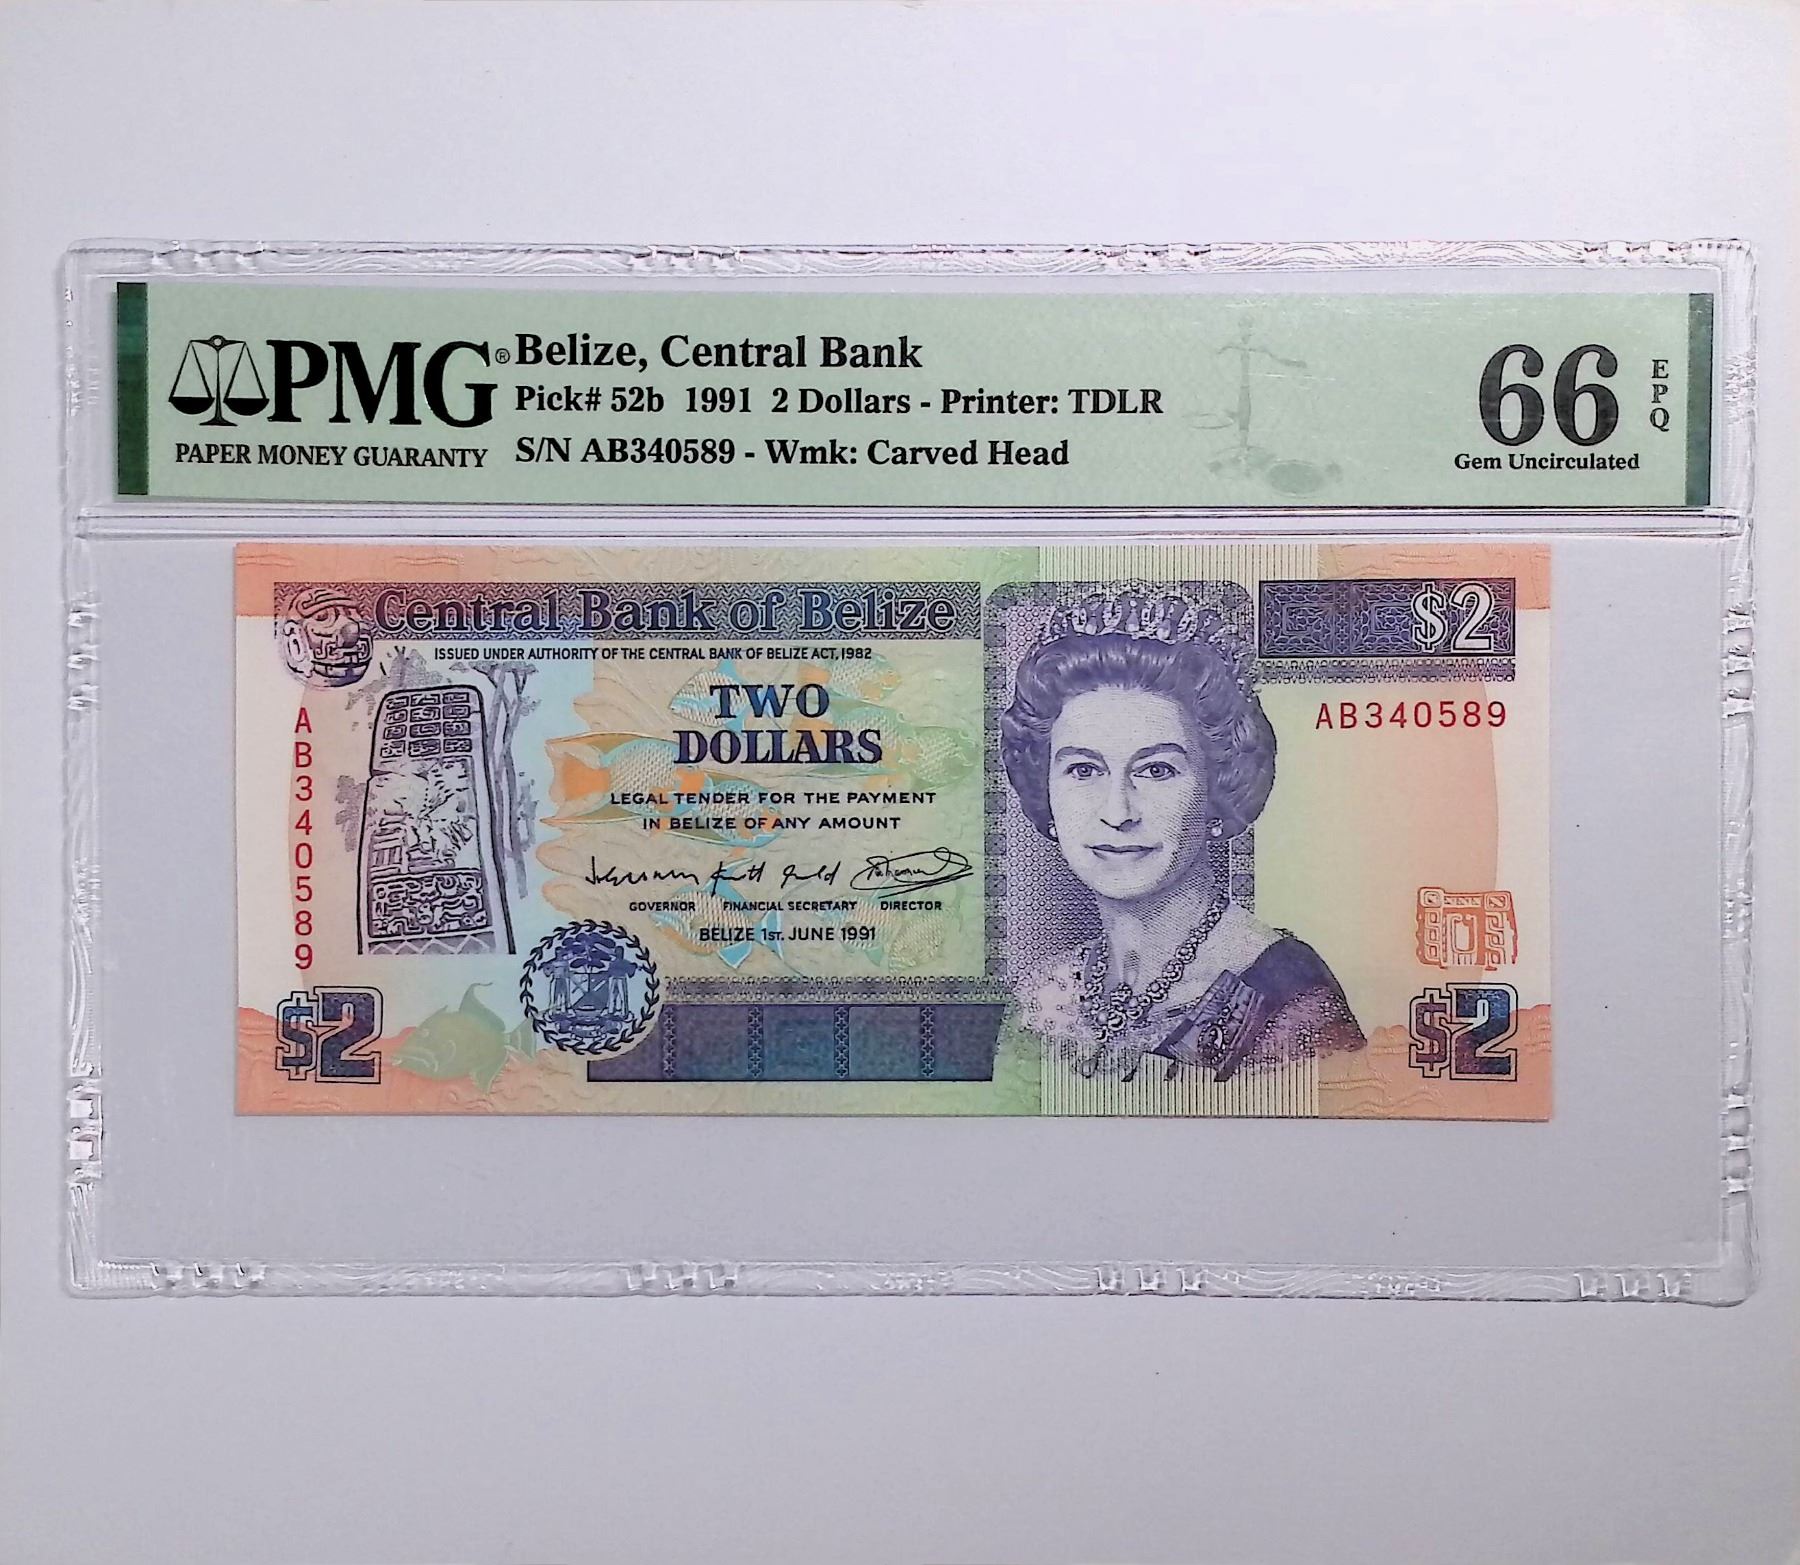 PMG®
PAPER MONEY GUARANTY
Belize, Central Bank
Pick# 52b 1991 2 Dollars - Printer: TDLR
S/N AB340589 - Wmk: Carved Head
66
EPQ
Gem Uncirculated
Central Bank of Belize
$2
ISSUED UNDER AUTHORITY OF THE CENTRAL BANK OF BELIZE ACT, 1982
TWO
DOLLARS
AB340589
AB340589
LEGAL TENDER FOR THE PAYMENT
IN BELIZE OF ANY AMOUNT
GOVERNOR FINANCIAL SECRETARY DIRECTOR
BELIZE 1ST. JUNE 1991
$2
$2